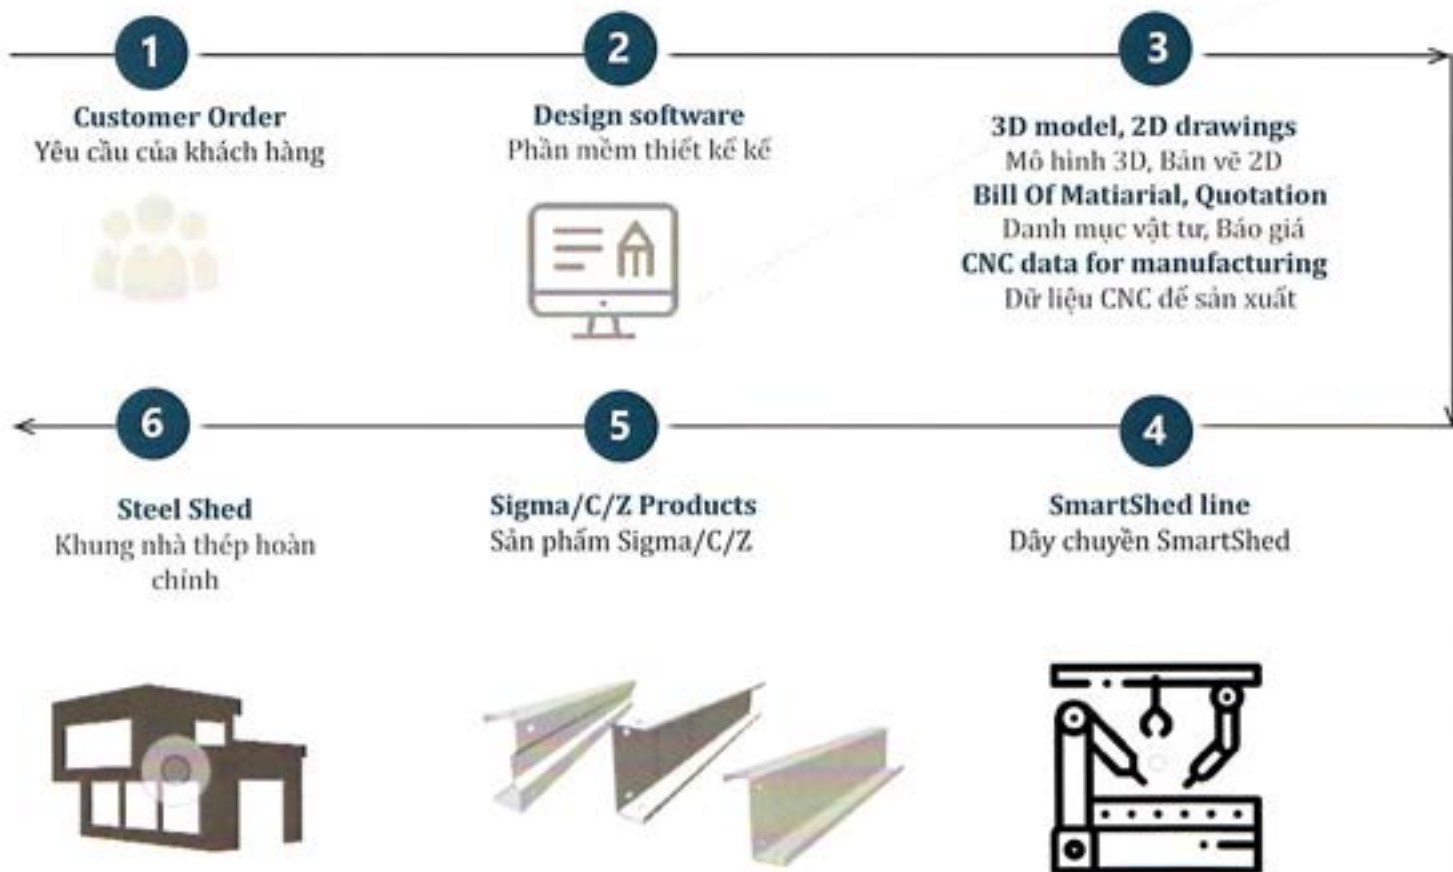 1
Customer Order
Yêu cầu của khách hàng
2
Design software
Phần mềm thiết kế kế
3
3D model, 2D drawings
Mô hình 3D, Bản vẽ 2D
Bill Of Matiarial, Quotation
Danh mục vật tư, Báo giá
CNC data for manufacturing
Dữ liệu CNC để sản xuất
6
Steel Shed
Khung nhà thép hoàn
chỉnh
5
Sigma/C/Z Products
Sản phẩm Sigma/C/Z
4
SmartShed line
Dây chuyền SmartShed